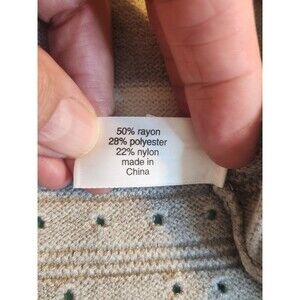 50% rayon
28% polyester
22% nylon
made in
China